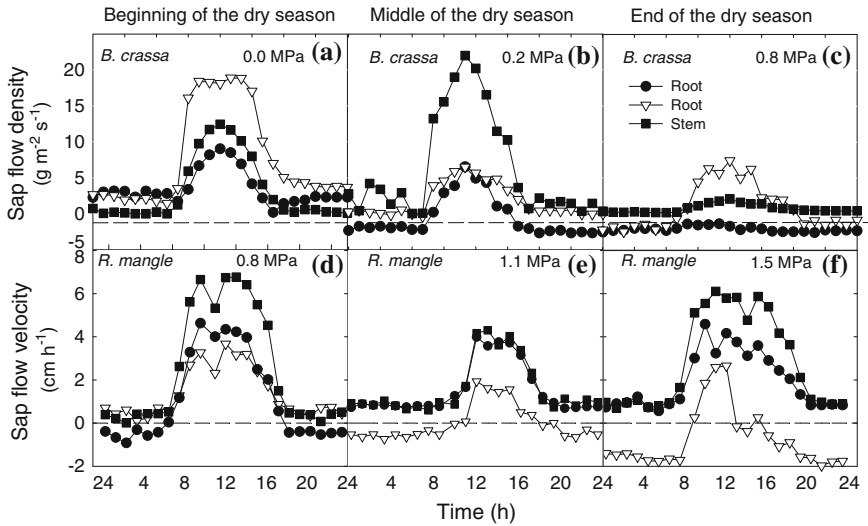 Beginning of the dry season
Middle of the dry season
End of the dry season
B. crassa 0.0 MPa (a)
B. crassa 0.2 MPa (b)
B. crassa 0.8 MPa (c)
Root
Root
Stem
Sap flow density
(g m⁻² s⁻¹)
20
15
10
5
0
-5
R. mangle 0.8 MPa (d)
R. mangle 1.1 MPa (e)
R. mangle 1.5 MPa (f)
Sap flow velocity
(cm h⁻¹)
8
6
4
2
0
-2
24 4 8 12 16 20 24 4 8 12 16 20 24 4 8 12 16 20 24
Time (h)